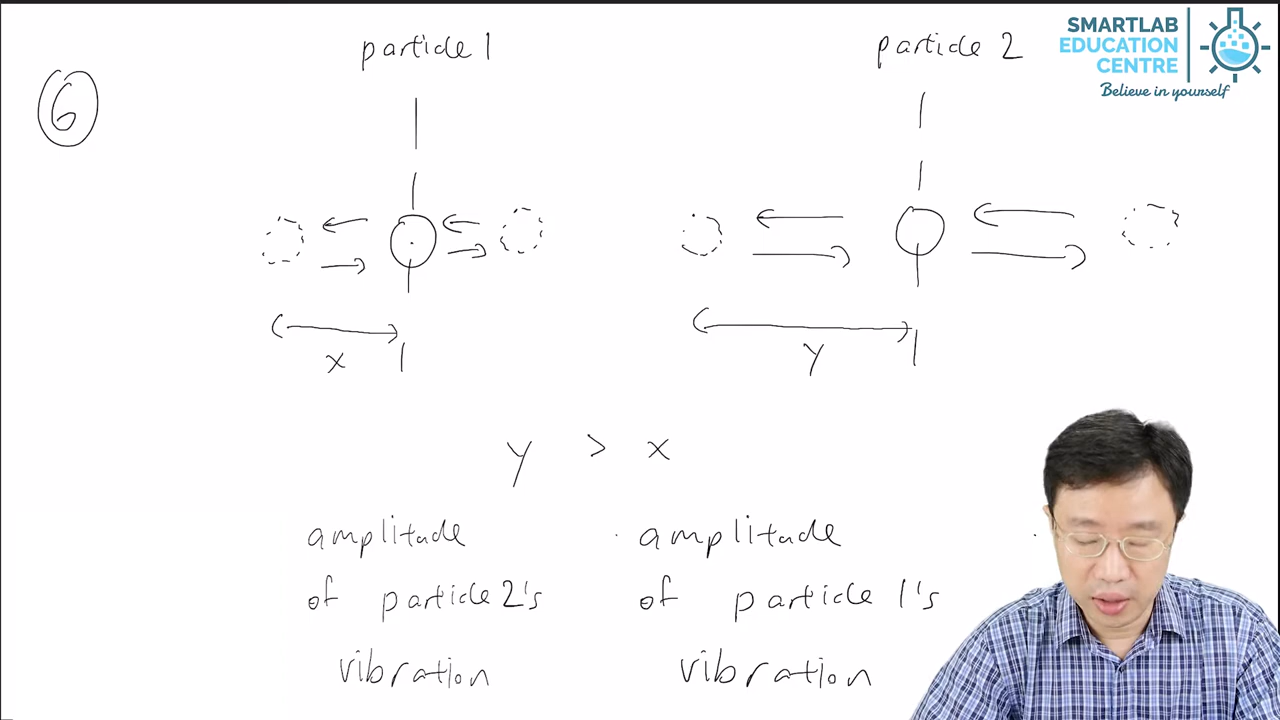 SMARTLAB
EDUCATION
CENTRE
Believe in yourself
6
particle 1
particle 2
x
y
y > x
amplitude
of particle 2's
vibration
amplitude
of particle 1's
vibration